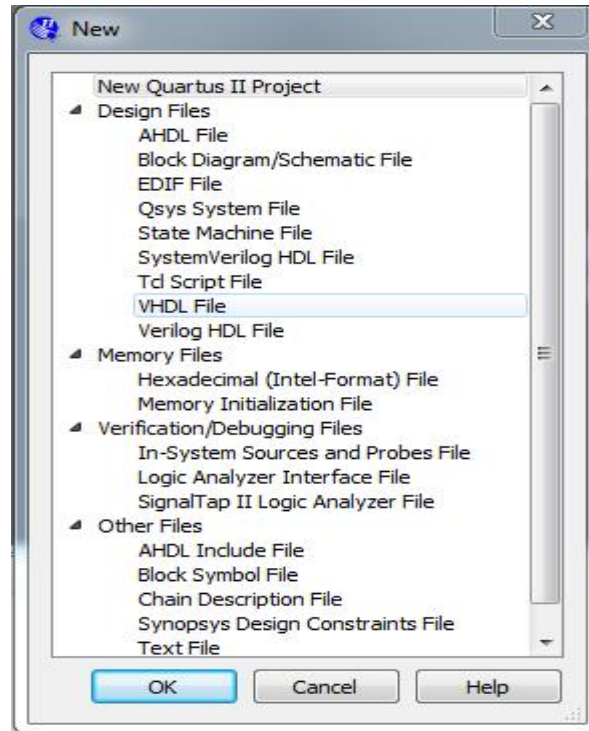 New
New Quartus II Project
Design Files
AHDL File
Block Diagram/Schematic File
EDIF File
Qsys System File
State Machine File
SystemVerilog HDL File
Tcl Script File
VHDL File
Verilog HDL File
Memory Files
Hexadecimal (Intel-Format) File
Memory Initialization File
Verification/Debugging Files
In-System Sources and Probes File
Logic Analyzer Interface File
SignalTap II Logic Analyzer File
Other Files
AHDL Include File
Block Symbol File
Chain Description File
Synopsys Design Constraints File
Text File
OK Cancel Help